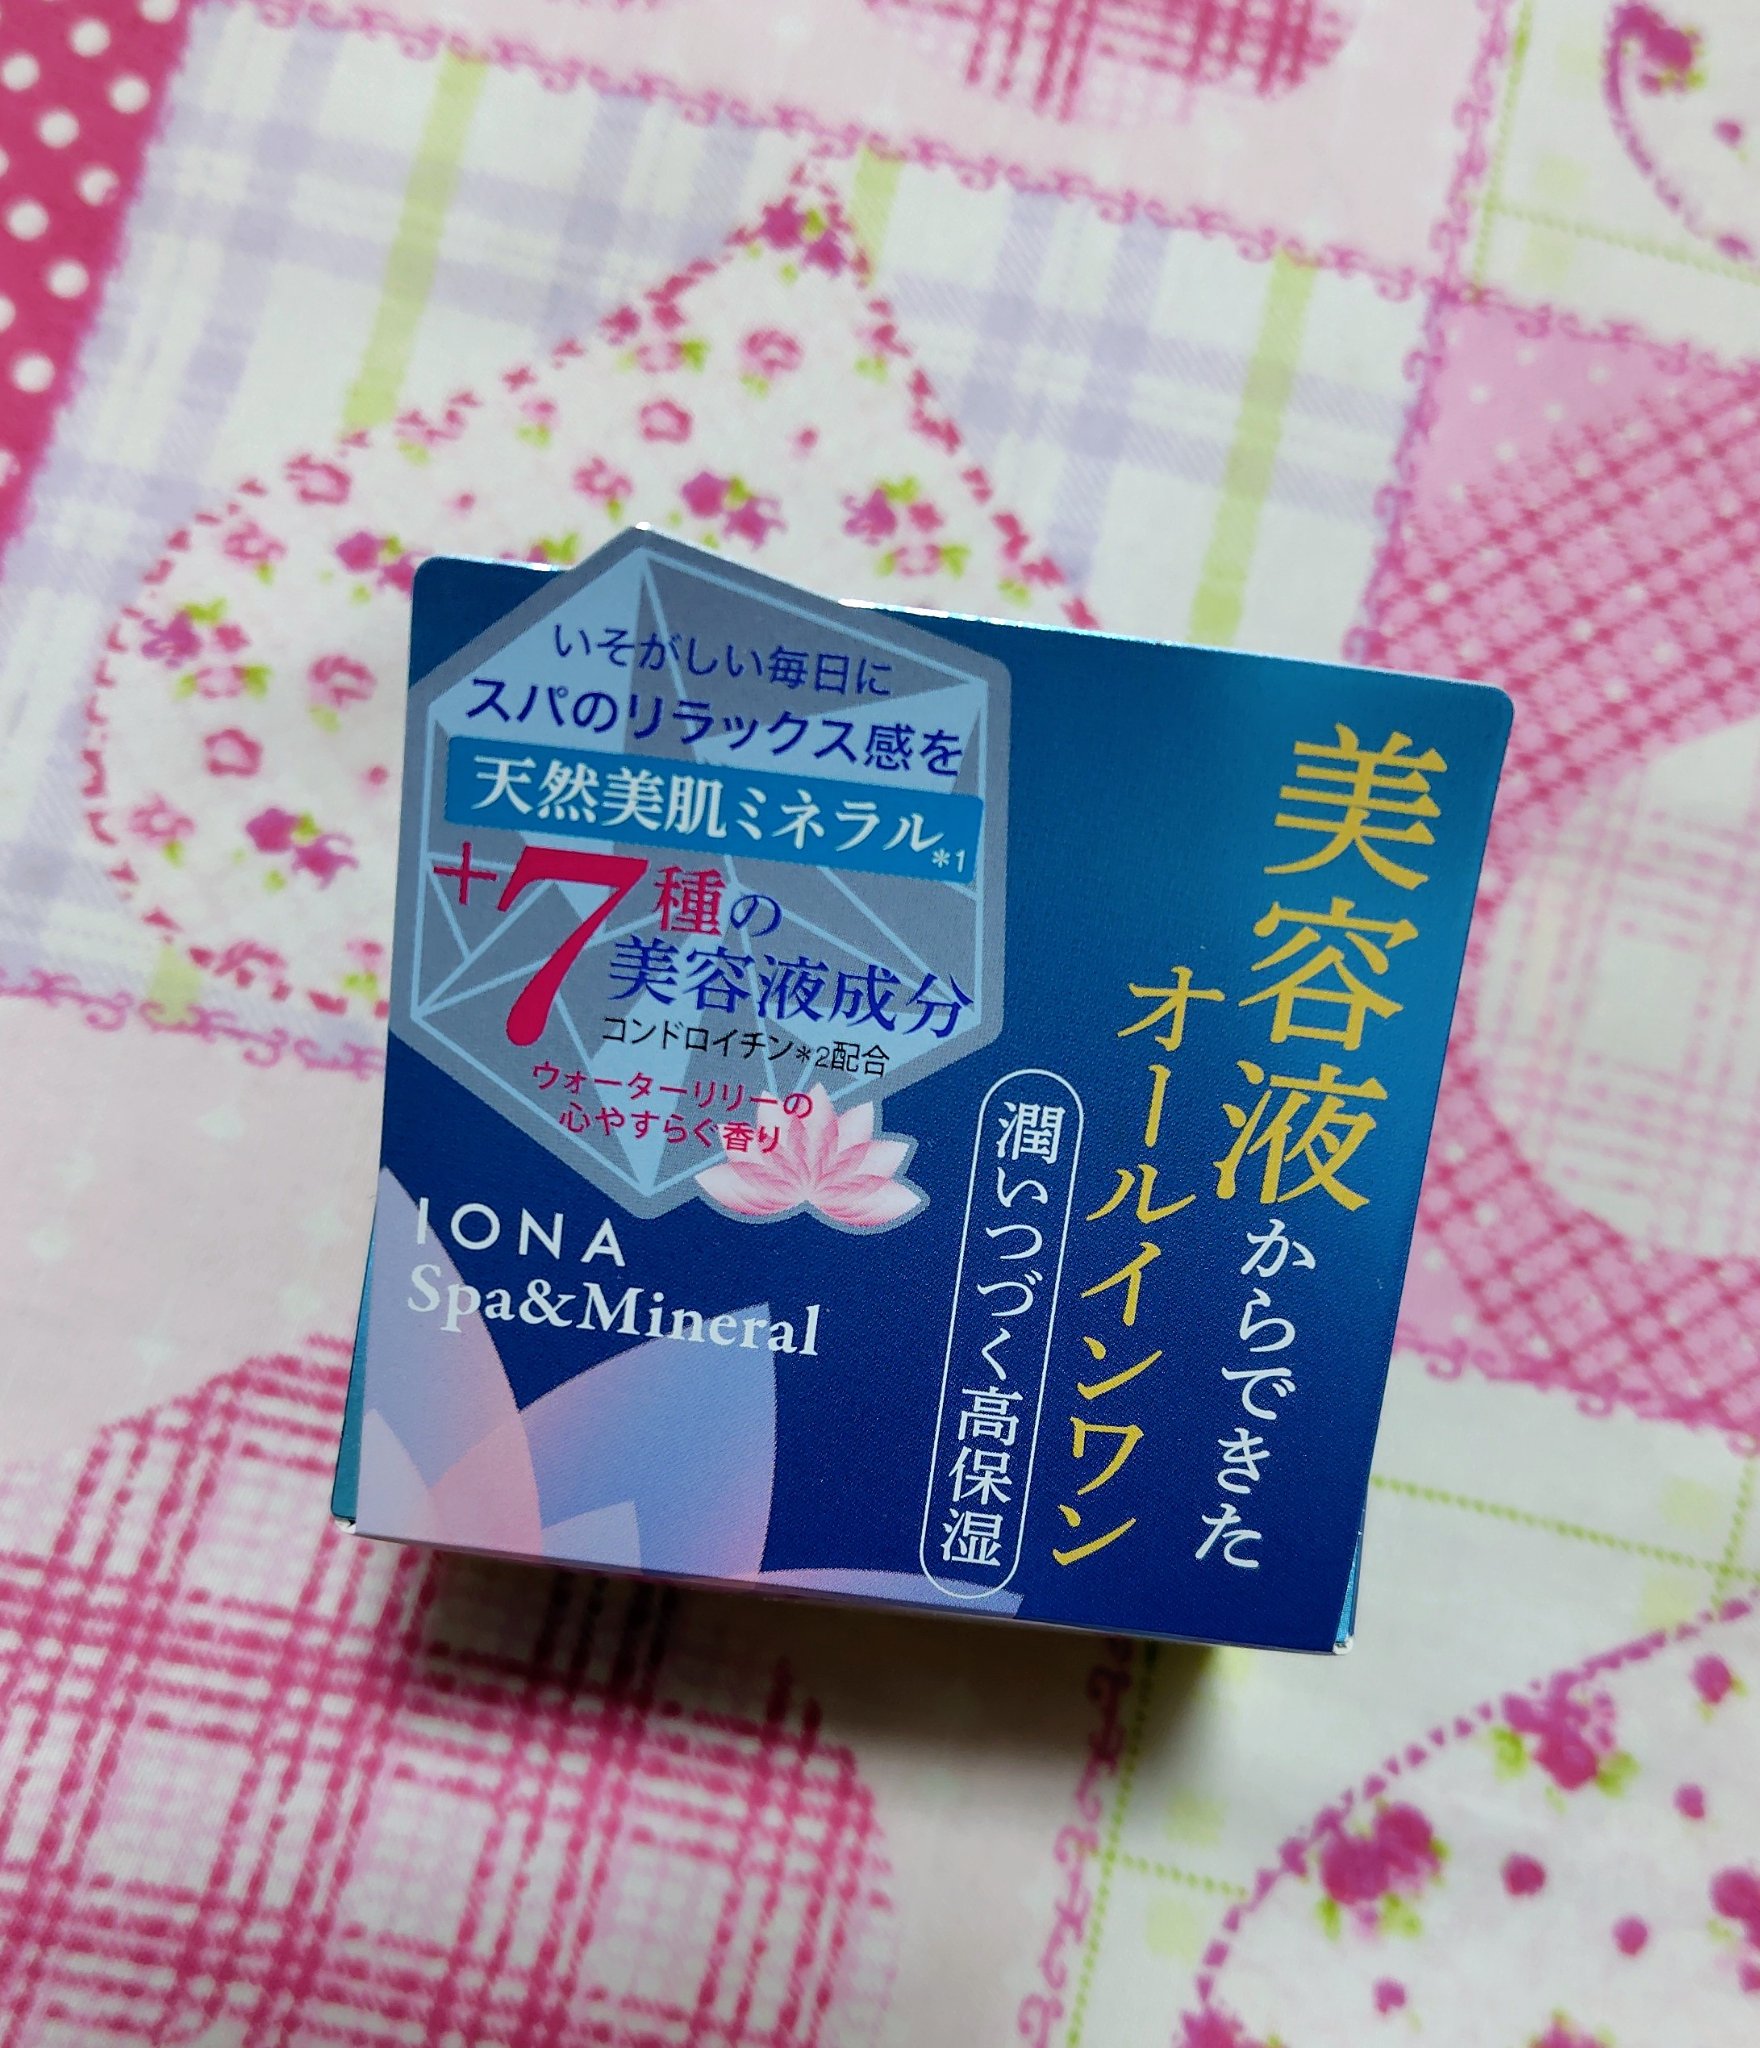 いそがしい毎日に
スパのリラックス感を
天然美肌ミネラル*1
+7種の
美容液成分
コンドロイチン*2配合
ウォーターリリーの
心やすらぐ香り
IONA
Spa&Mineral
美容液からできた
オールインワン
潤いつづく高保湿